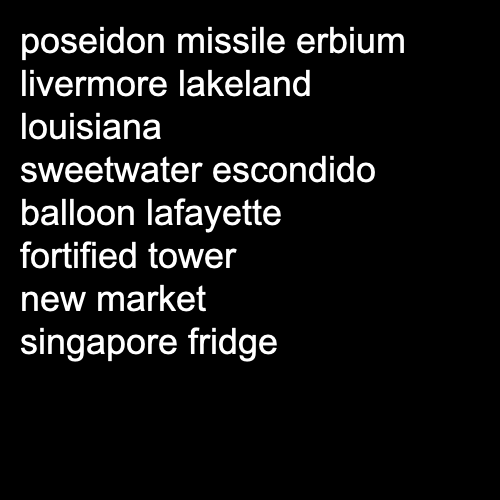 poseidon missile erbium
livermore lakeland
louisiana
sweetwater escondido
balloon lafayette
fortified tower
new market
singapore fridge